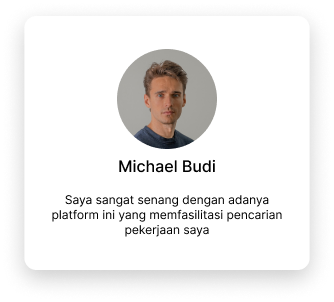 Michael Budi
Saya sangat senang dengan adanya
platform ini yang memfasilitasi pencarian
pekerjaan saya